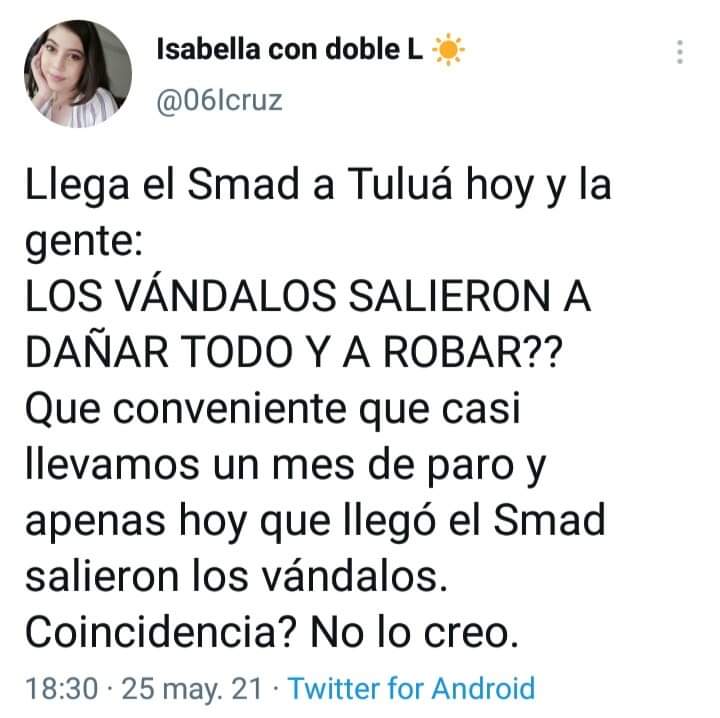 Isabella con doble L
@06lcruz
Llega el Smad a Tuluá hoy y la
gente:
LOS VÁNDALOS SALIERON A
DAÑAR TODO Y A ROBAR??
Que conveniente que casi
llevamos un mes de paro y
apenas hoy que llegó el Smad
salieron los vándalos.
Coincidencia? No lo creo.
18:30 · 25 may. 21 · Twitter for Android